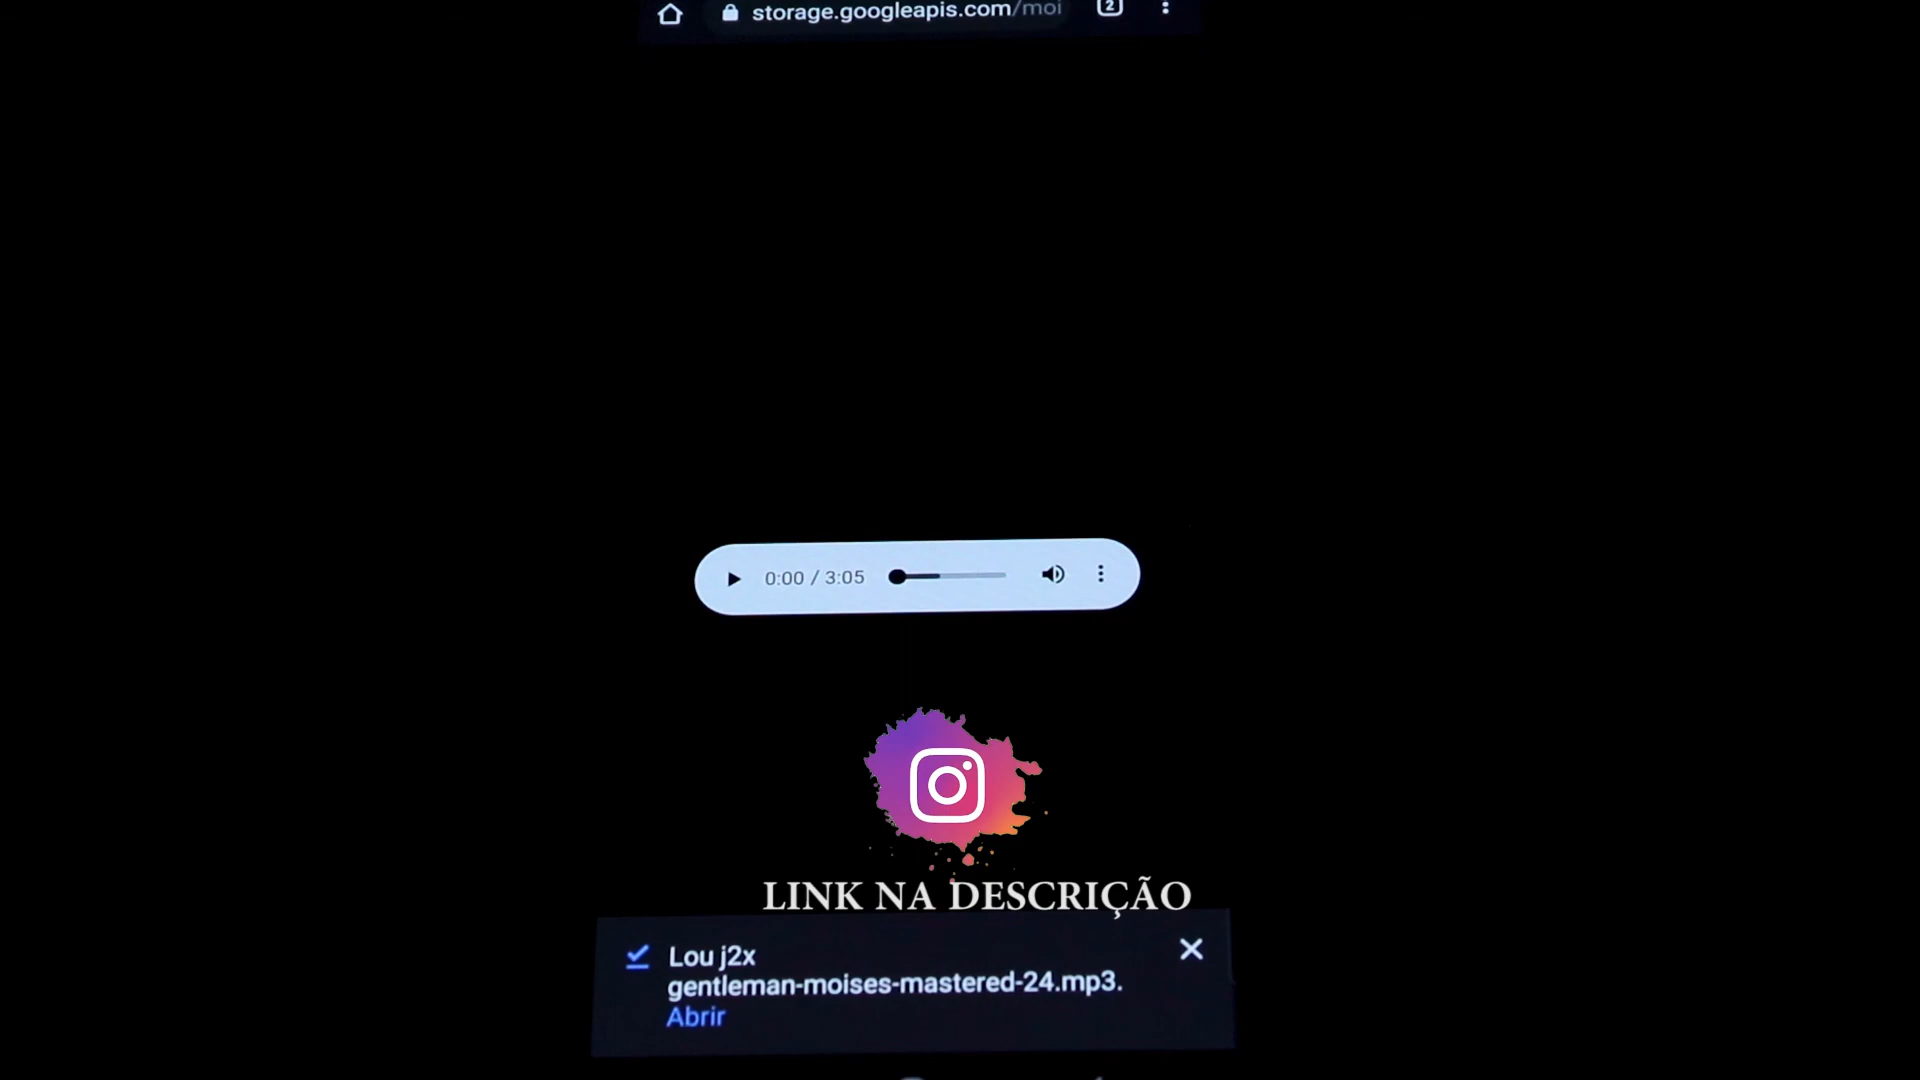 storage.googleapis.com/moi
2
0:00 / 3:05
LINK NA DESCRIÇÃO
Lou j2x
gentleman-moises-mastered-24.mp3.
Abrir